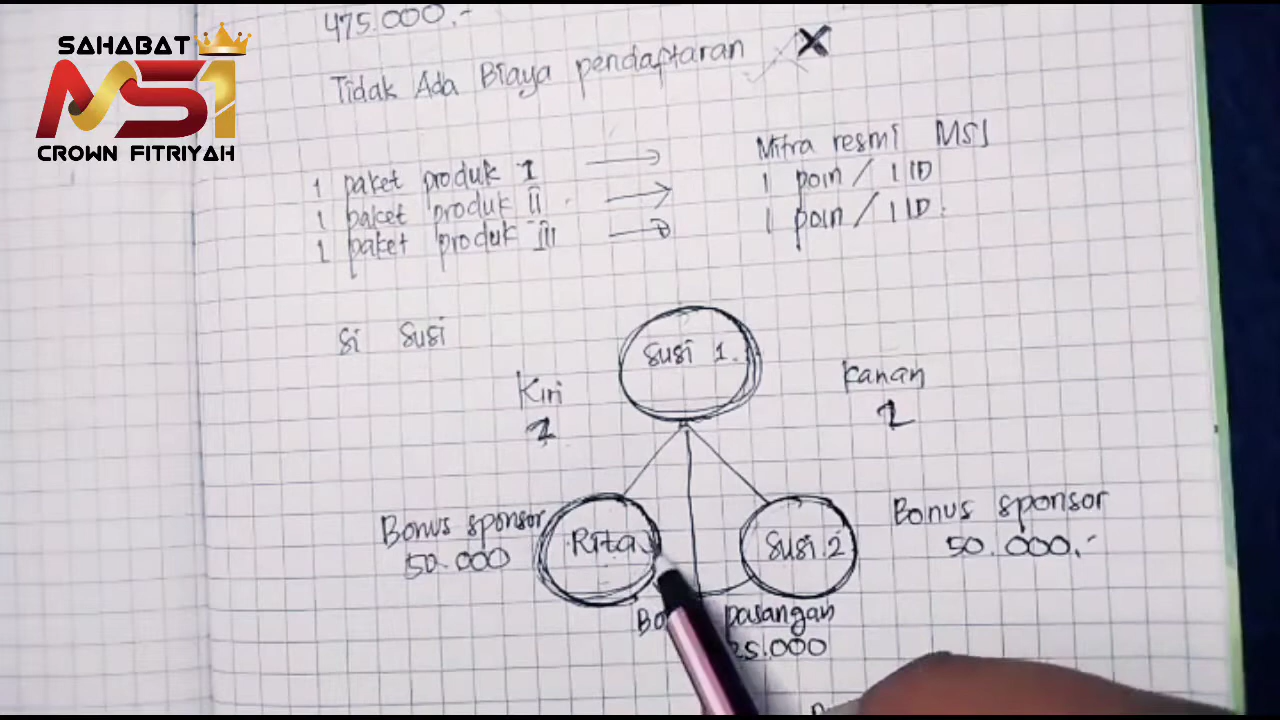 SAHABAT
MS1
CROWN FITRIYAH
475.000.-
Tidak Ada Biaya pendaftaran X
1 paket produk I → Mitra resmi MSI
1 paket produk II → 1 poin / 1 ID
1 paket produk III → 1 poin / 1 ID.
Si Susi
Susi 1.
Kiri
1
Kanan
1
Bonus sponsor
50.000
Rita
Susi 2
Bonus sponsor
50.000.-
pasangan
25.000